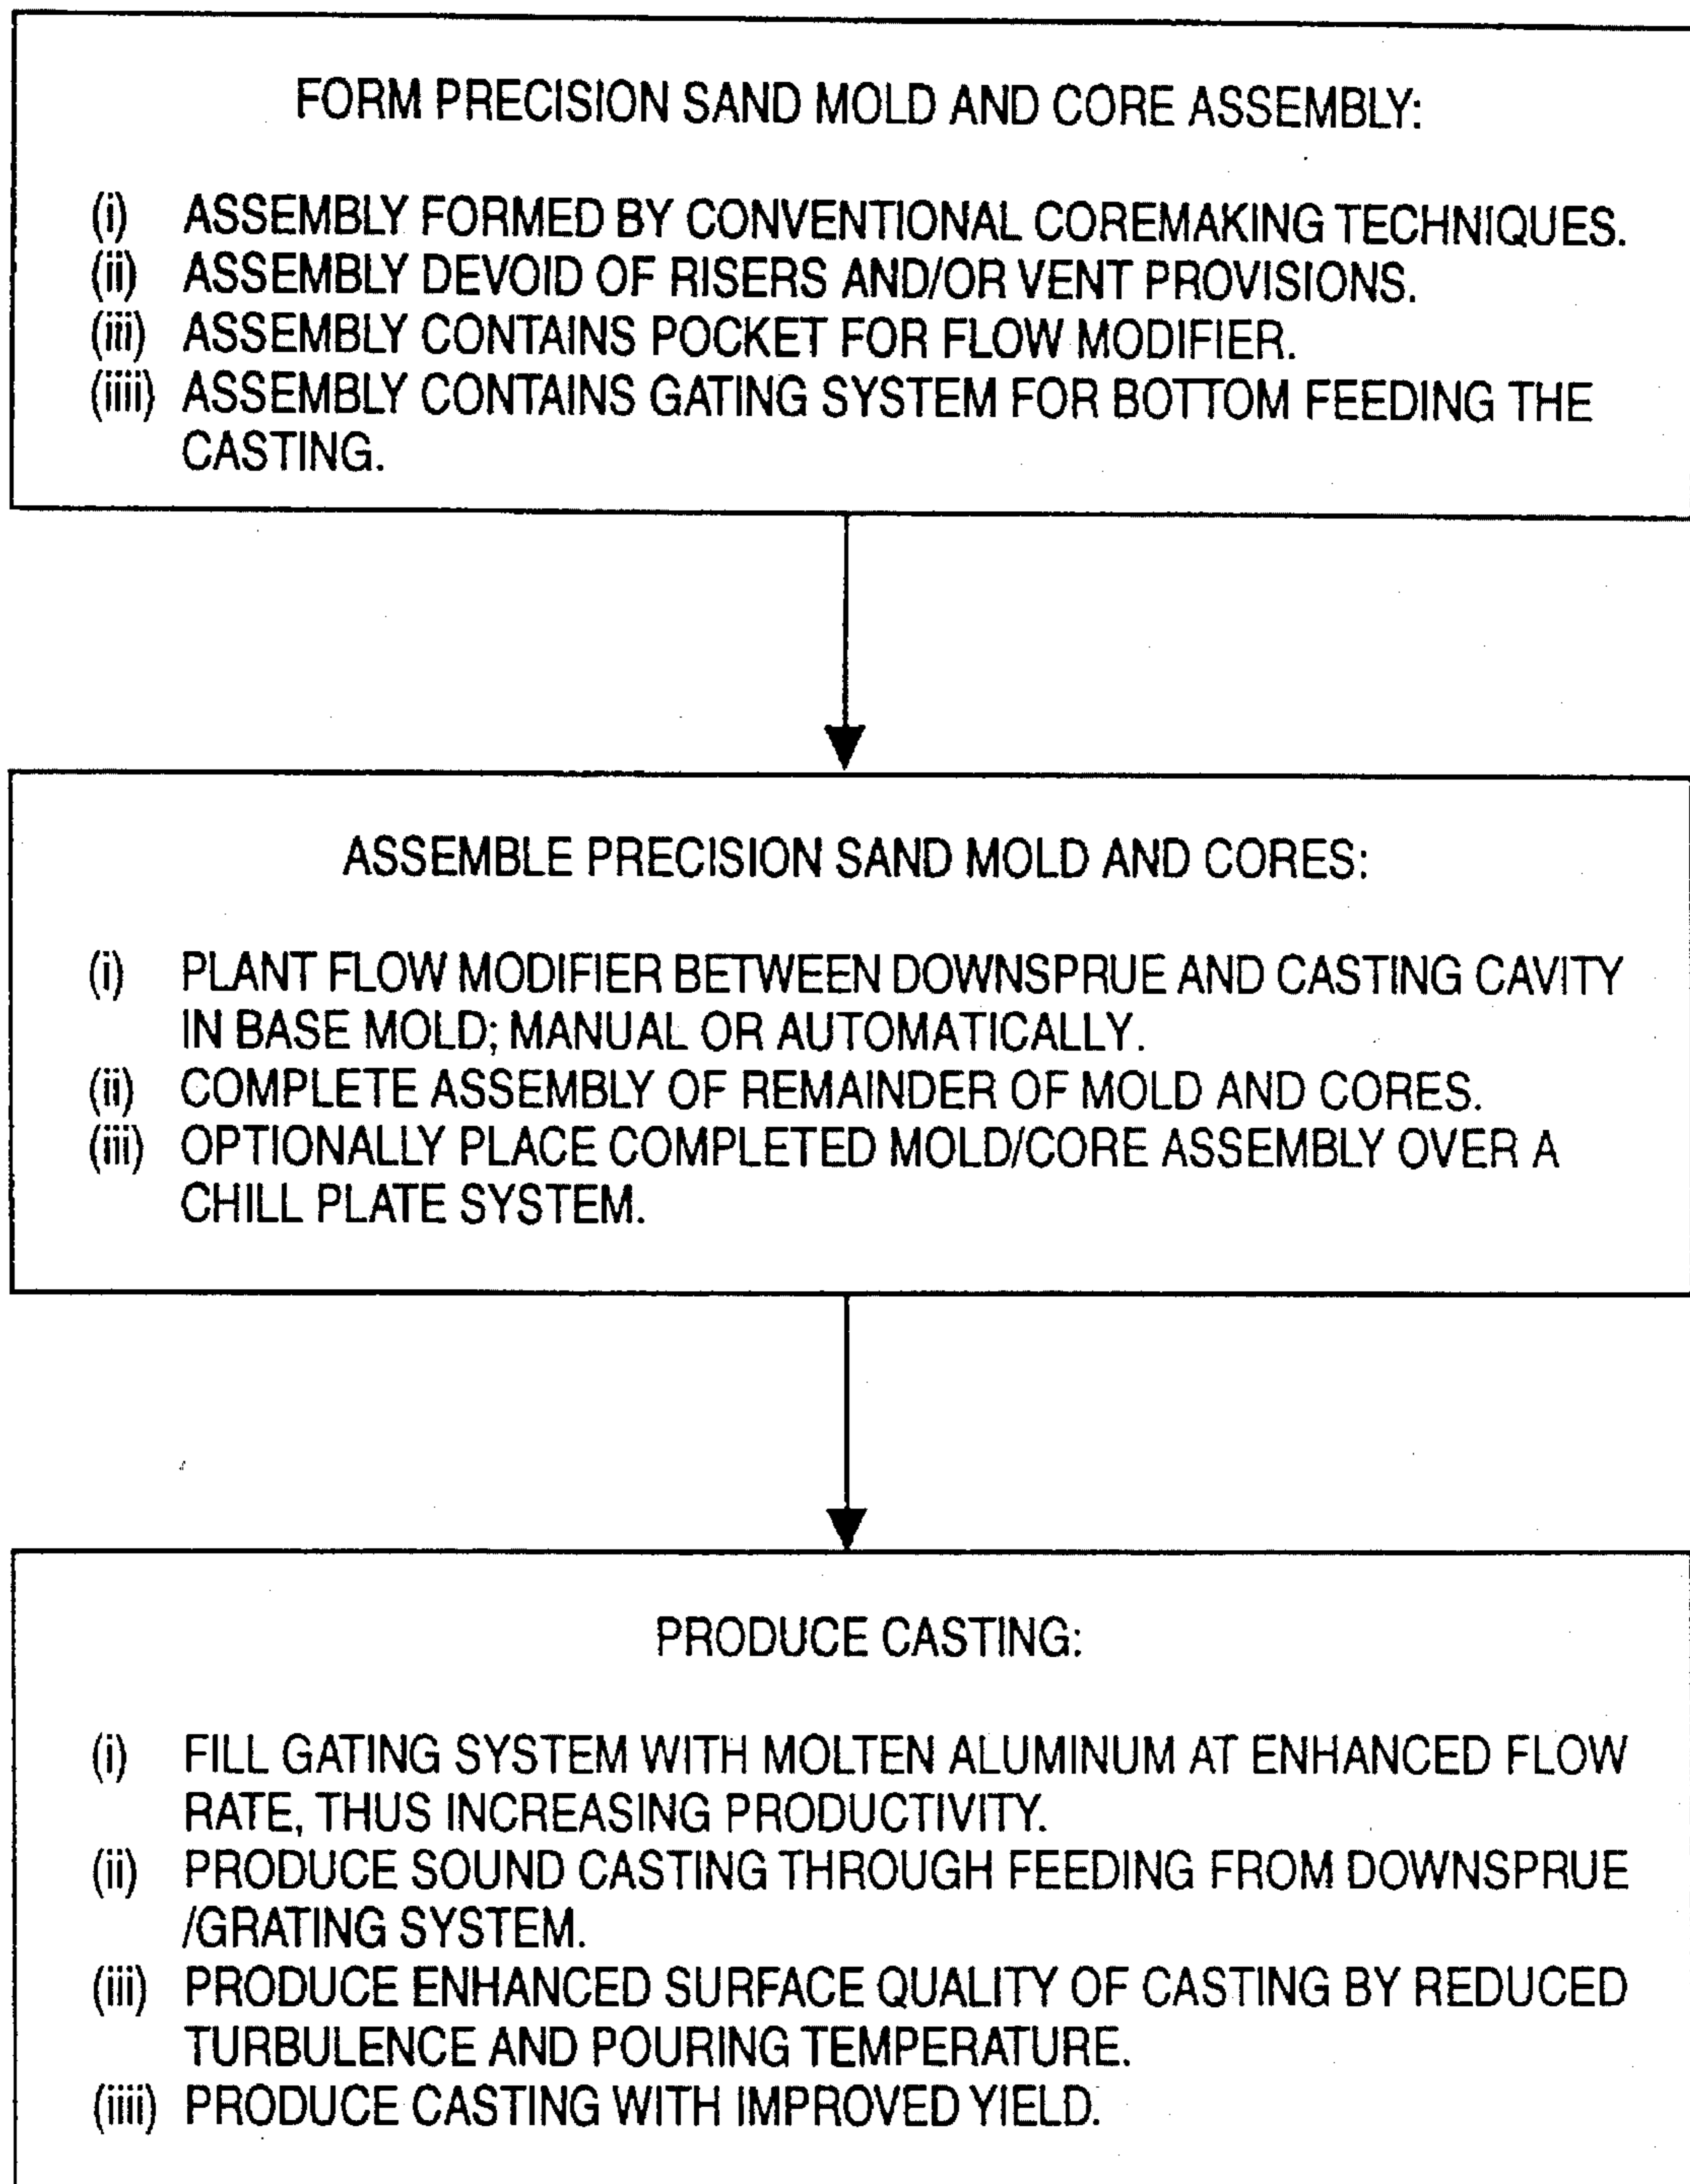 FORM PRECISION SAND MOLD AND CORE ASSEMBLY:
(i) ASSEMBLY FORMED BY CONVENTIONAL COREMAKING TECHNIQUES.
(ii) ASSEMBLY DEVOID OF RISERS AND/OR VENT PROVISIONS.
(iii) ASSEMBLY CONTAINS POCKET FOR FLOW MODIFIER.
(iiii) ASSEMBLY CONTAINS GATING SYSTEM FOR BOTTOM FEEDING THE
CASTING.
ASSEMBLE PRECISION SAND MOLD AND CORES:
(i) PLANT FLOW MODIFIER BETWEEN DOWNSPRUE AND CASTING CAVITY
IN BASE MOLD; MANUAL OR AUTOMATICALLY.
(ii) COMPLETE ASSEMBLY OF REMAINDER OF MOLD AND CORES.
(iii) OPTIONALLY PLACE COMPLETED MOLD/CORE ASSEMBLY OVER A
CHILL PLATE SYSTEM.
PRODUCE CASTING:
(i) FILL GATING SYSTEM WITH MOLTEN ALUMINUM AT ENHANCED FLOW
RATE, THUS INCREASING PRODUCTIVITY.
(ii) PRODUCE SOUND CASTING THROUGH FEEDING FROM DOWNSPRUE
/GRATING SYSTEM.
(iii) PRODUCE ENHANCED SURFACE QUALITY OF CASTING BY REDUCED
TURBULENCE AND POURING TEMPERATURE.
(iiii) PRODUCE CASTING WITH IMPROVED YIELD.